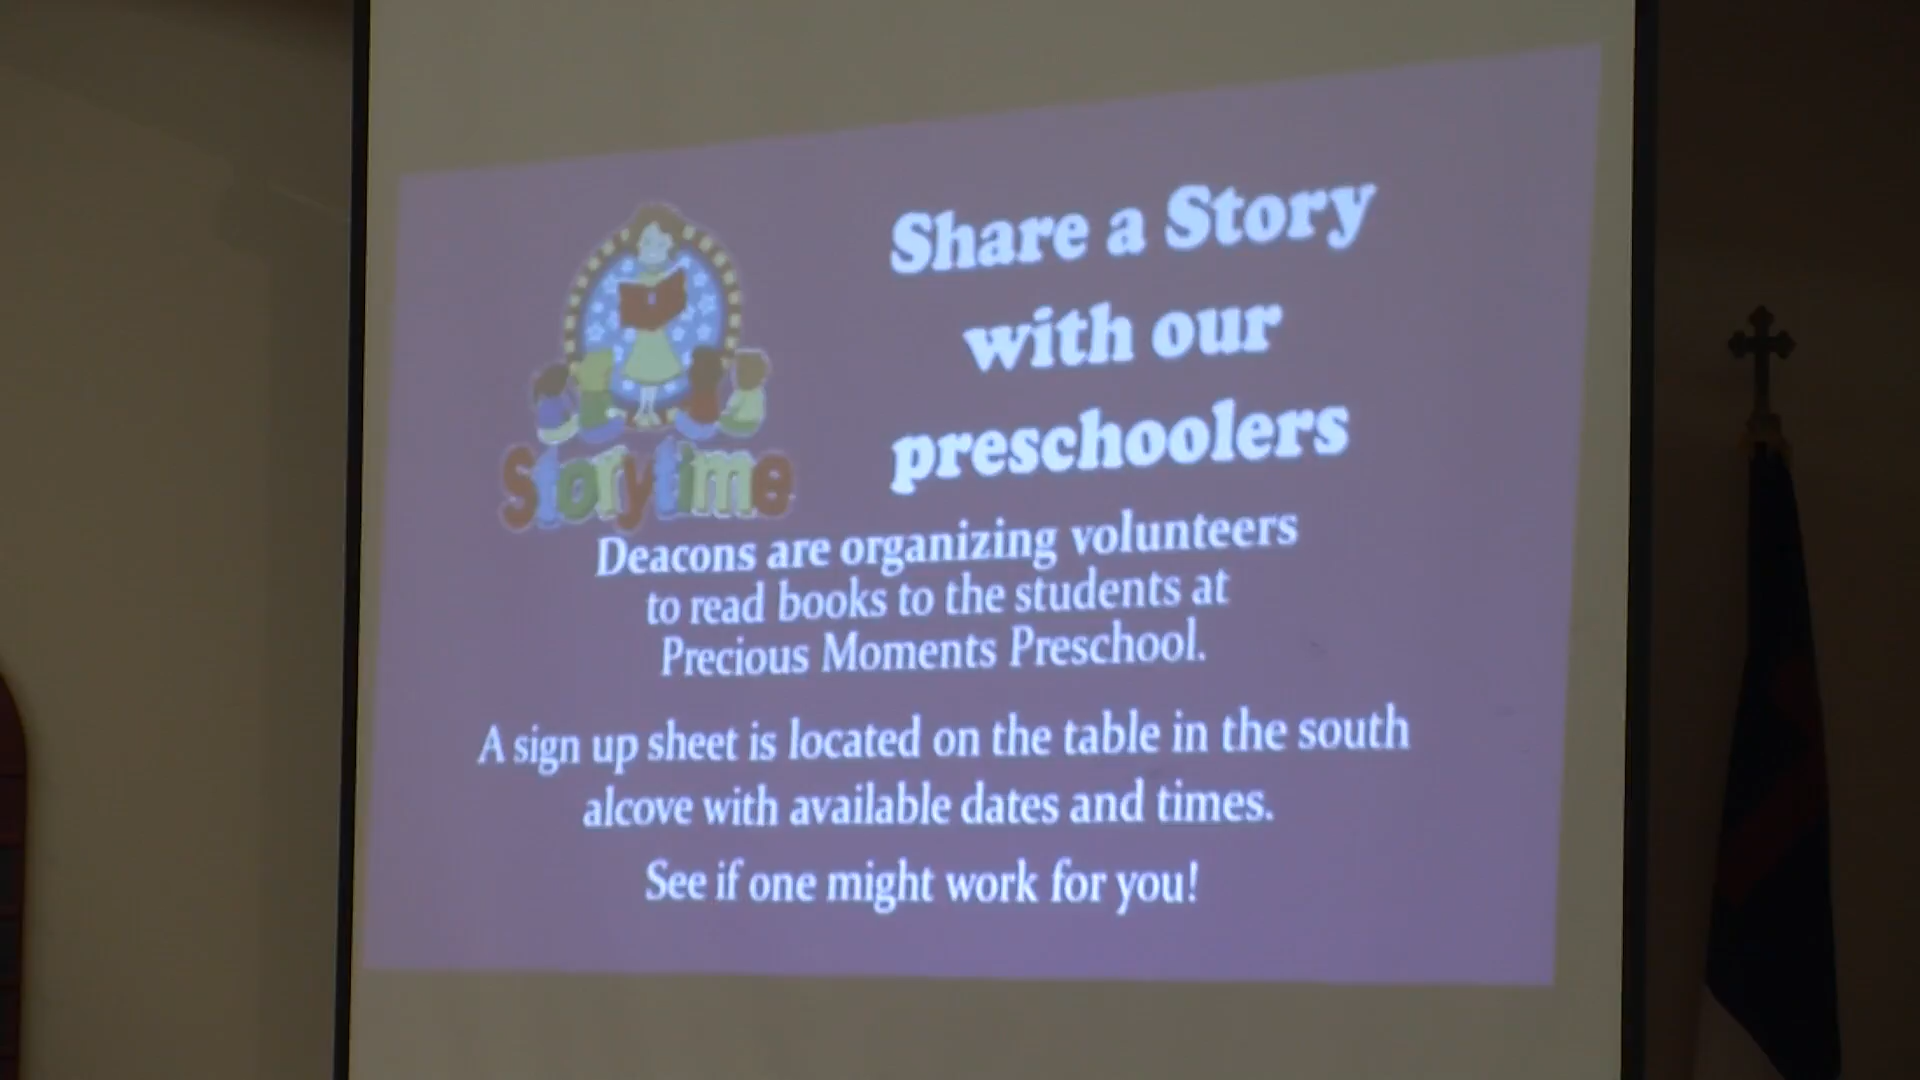 Share a Story
with our
preschoolers
Storytime
Deacons are organizing volunteers
to read books to the students at
Precious Moments Preschool.
A sign up sheet is located on the table in the south
alcove with available dates and times.
See if one might work for you!